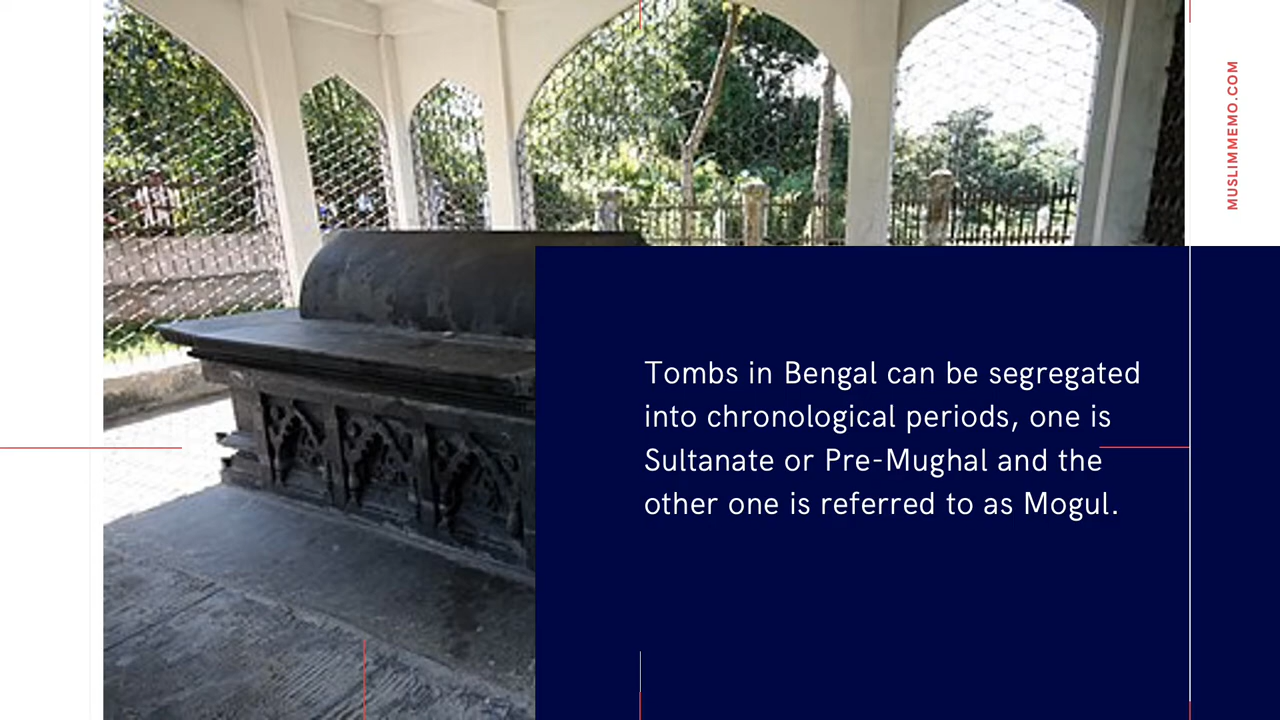 MUSLIMMEMO.COM
Tombs in Bengal can be segregated
into chronological periods, one is
Sultanate or Pre-Mughal and the
other one is referred to as Mogul.